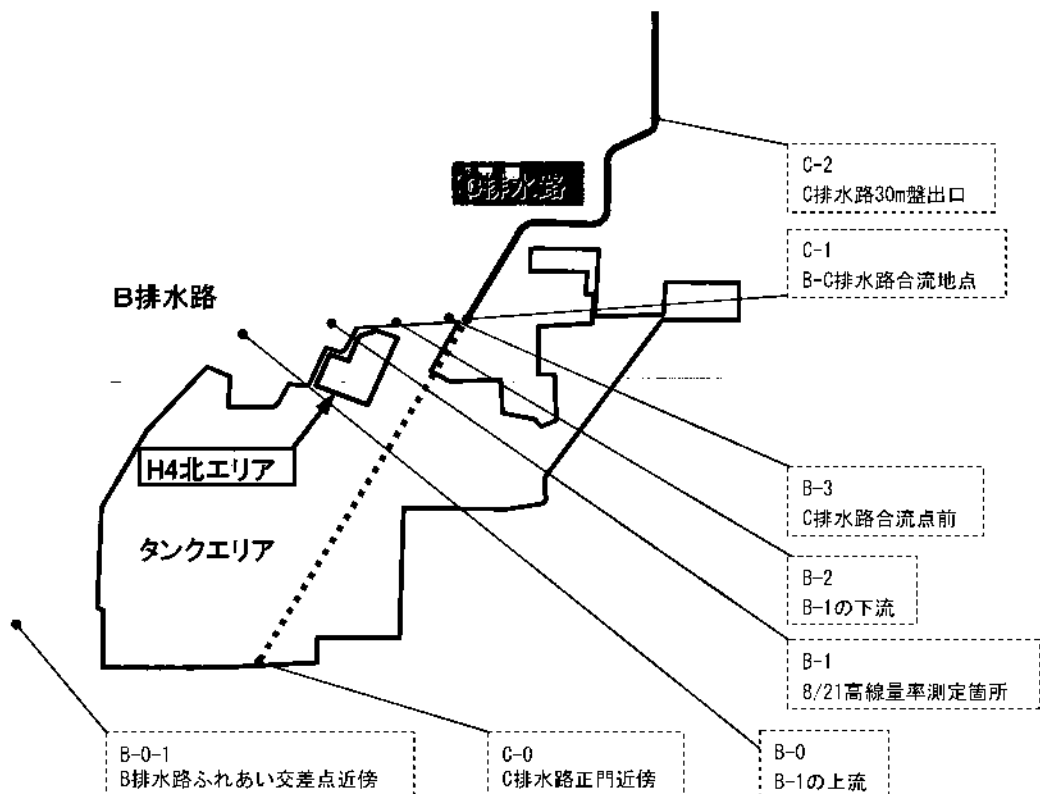 C-2
C排水路30m盤出口
C排水路
C-1
B-C排水路合流地点
B排水路
H4北エリア
B-3
C排水路合流点前
タンクエリア
B-2
B-1の下流
B-1
8/21高線量率測定箇所
B-0-1
B排水路ふれあい交差点近傍
C-0
C排水路正門近傍
B-0
B-1の上流